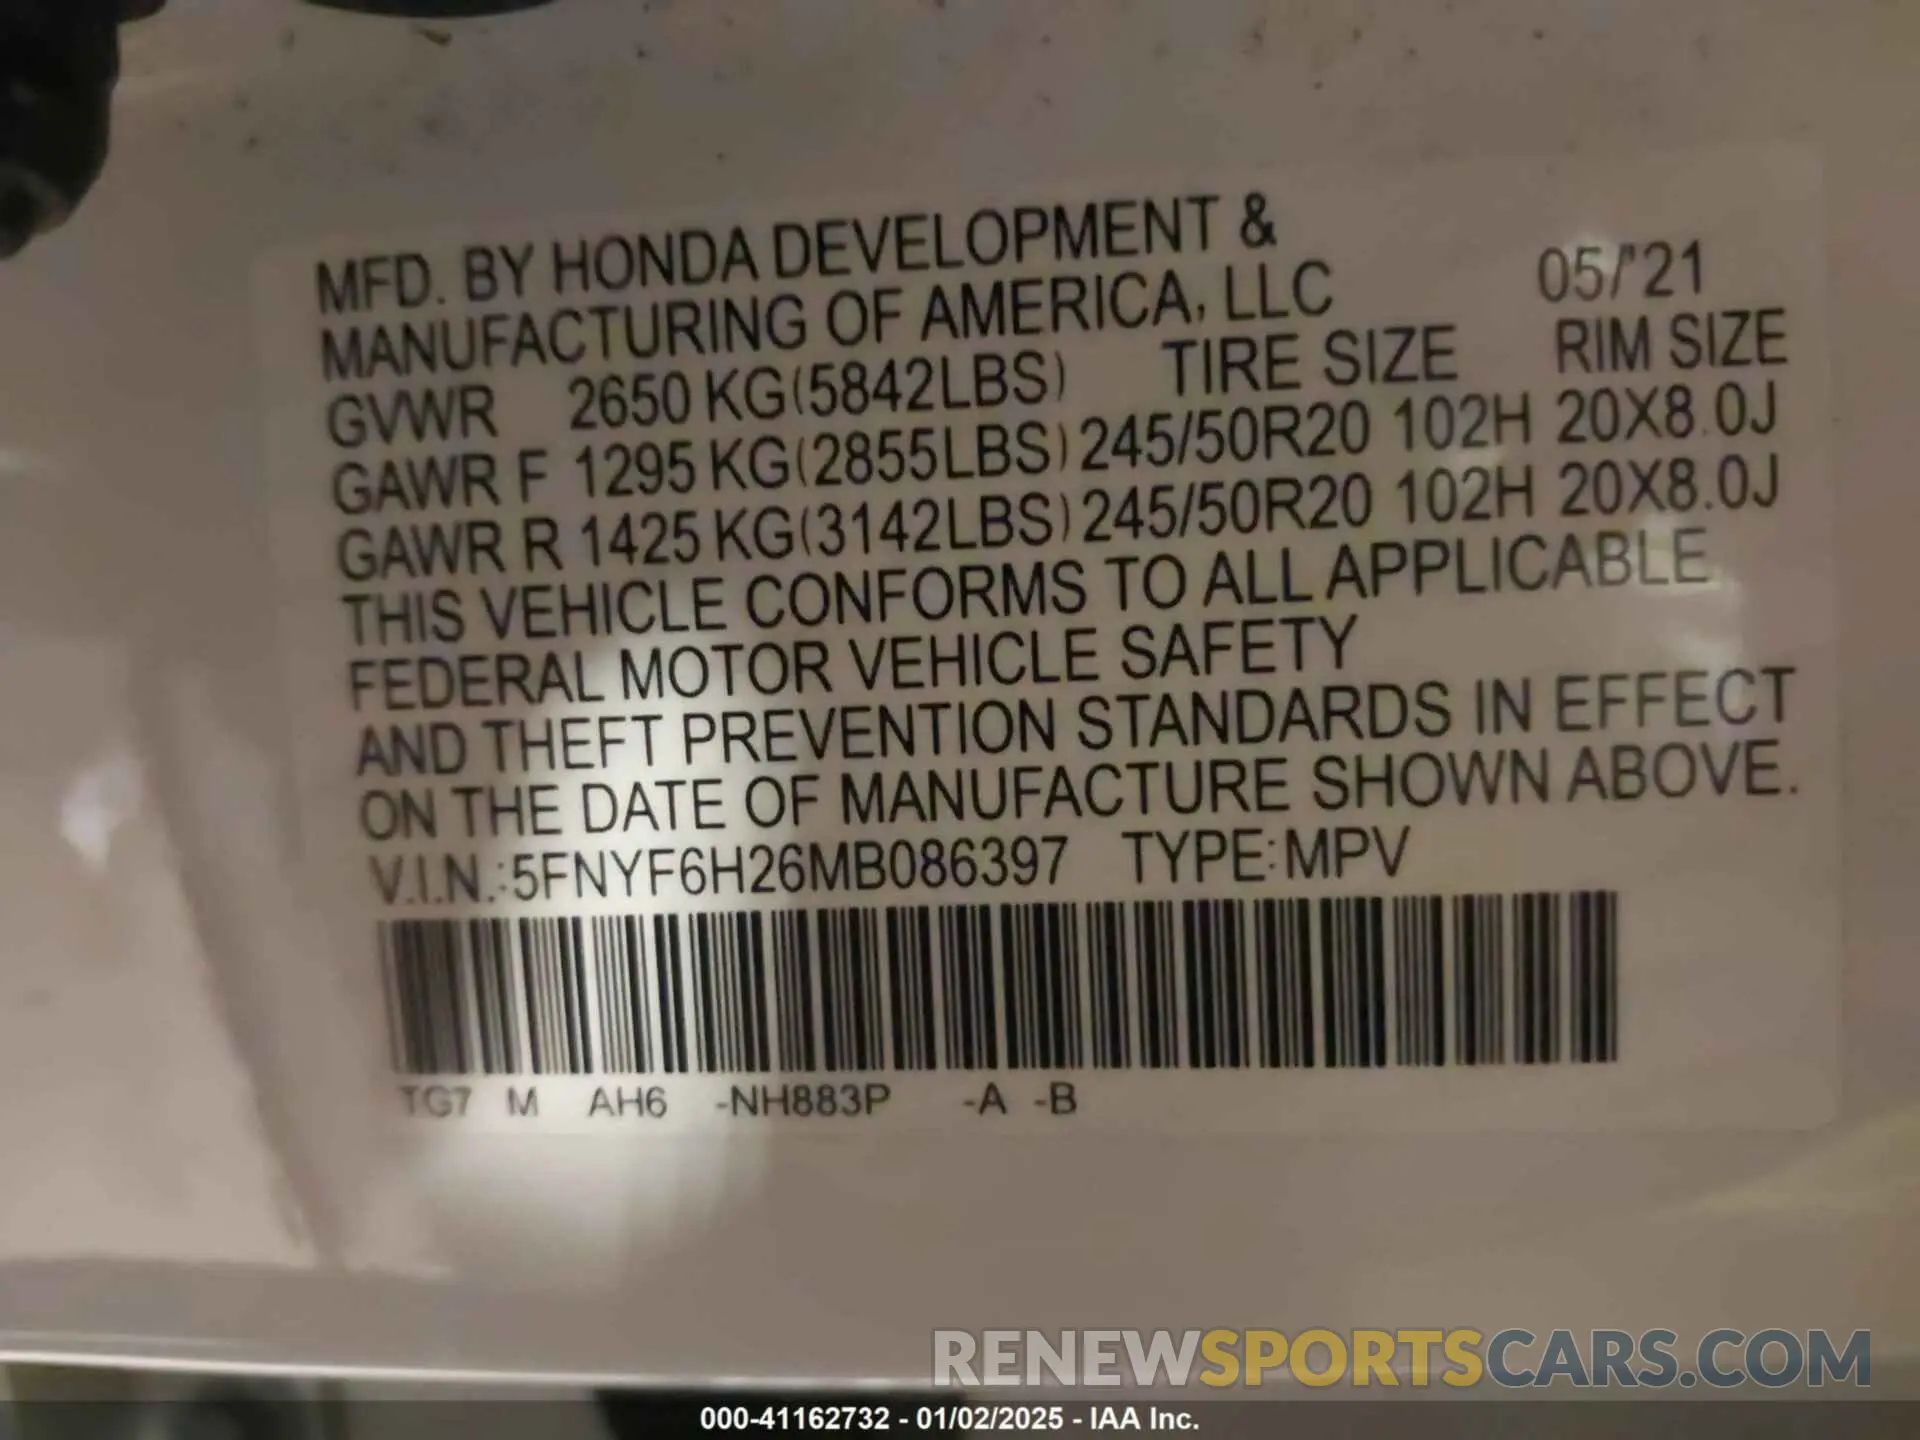 MFD. BY HONDA DEVELOPMENT &
MANUFACTURING OF AMERICA, LLC 05/'21
GVWR 2650 KG(5842LBS) TIRE SIZE RIM SIZE
GAWR F 1295 KG(2855LBS) 245/50R20 102H 20X8.0J
GAWR R 1425 KG(3142LBS) 245/50R20 102H 20X8.0J
THIS VEHICLE CONFORMS TO ALL APPLICABLE
FEDERAL MOTOR VEHICLE SAFETY
AND THEFT PREVENTION STANDARDS IN EFFECT
ON THE DATE OF MANUFACTURE SHOWN ABOVE.
V.I.N.:5FNYF6H26MB086397 TYPE:MPV
TG7 M AH6 -NH883P -A -B
RENEWSPORTSCARS.COM
000-41162732 - 01/02/2025 - IAA Inc.